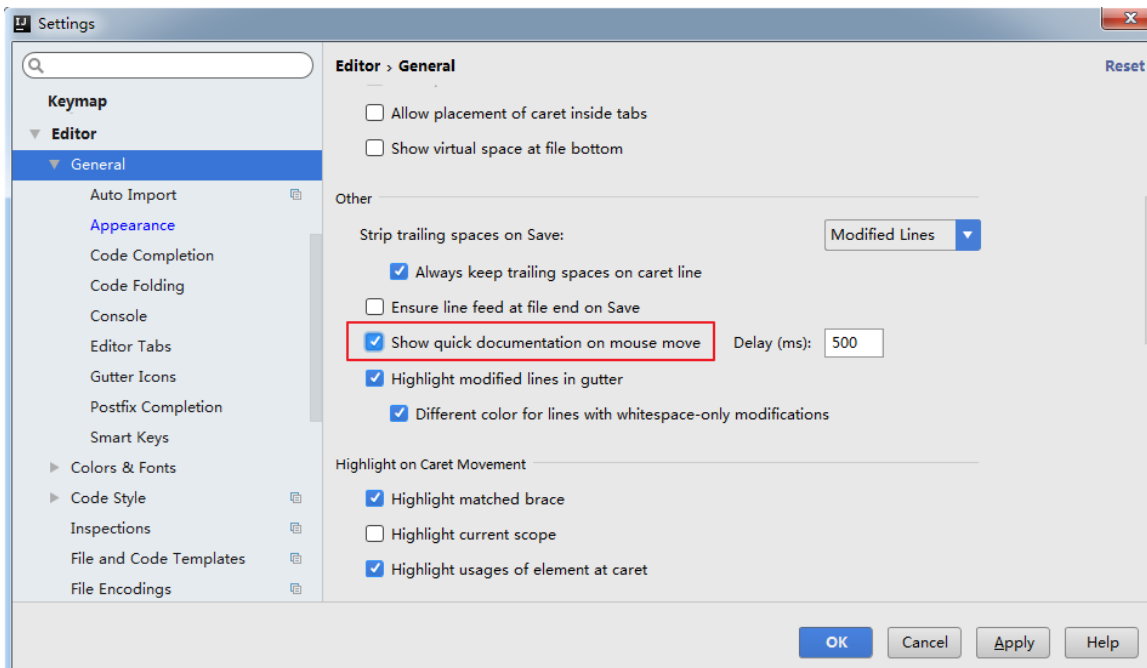 Settings
Editor › General
Reset
Keymap
Editor
General
Auto Import
Appearance
Code Completion
Code Folding
Console
Editor Tabs
Gutter Icons
Postfix Completion
Smart Keys
Colors & Fonts
Code Style
Inspections
File and Code Templates
File Encodings
Allow placement of caret inside tabs
Show virtual space at file bottom
Other
Strip trailing spaces on Save: Modified Lines
Always keep trailing spaces on caret line
Ensure line feed at file end on Save
Show quick documentation on mouse move Delay (ms): 500
Highlight modified lines in gutter
Different color for lines with whitespace-only modifications
Highlight on Caret Movement
Highlight matched brace
Highlight current scope
Highlight usages of element at caret
OK Cancel Apply Help